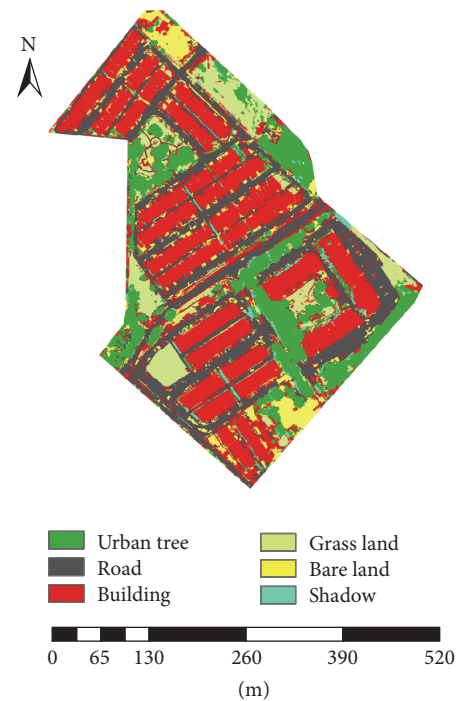 N
Urban tree
Road
Building
Grass land
Bare land
Shadow
0 65 130 260 390 520
(m)